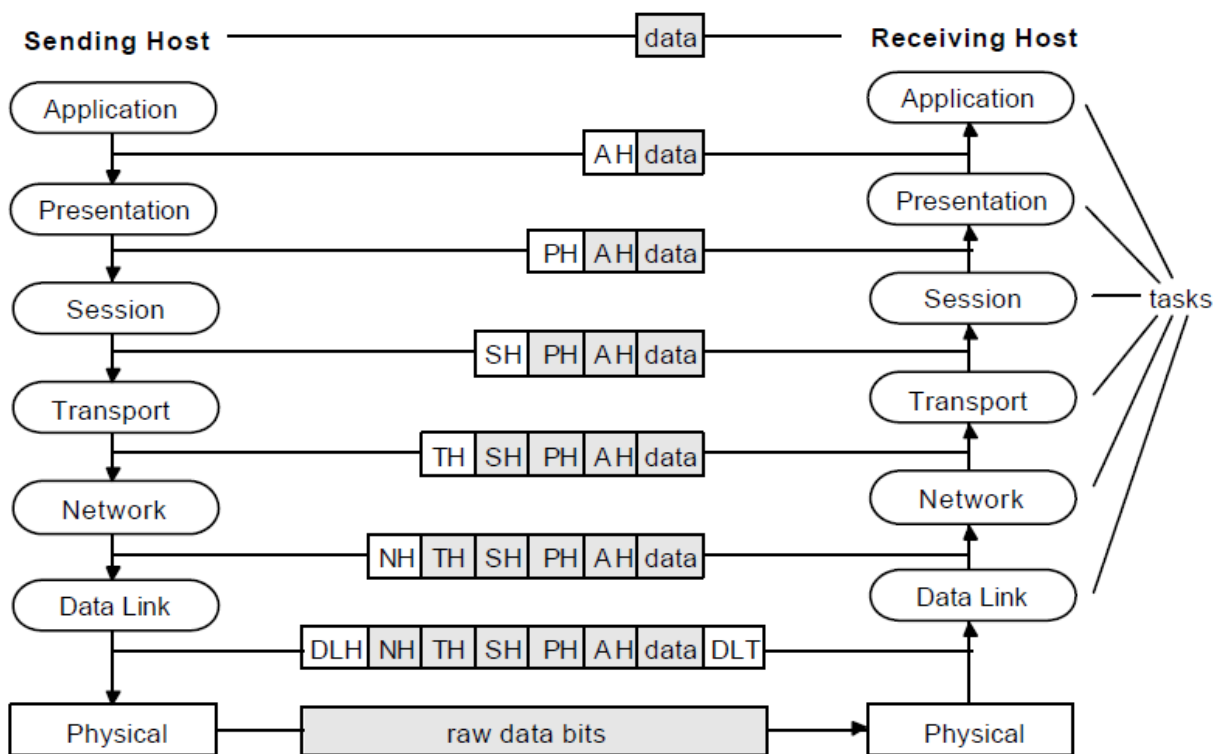 Sending Host data Receiving Host
Application Application
AH data
Presentation Presentation
PH AH data
Session Session tasks
SH PH AH data
Transport Transport
TH SH PH AH data
Network Network
NH TH SH PH AH data
Data Link Data Link
DLH NH TH SH PH AH data DLT
Physical raw data bits Physical